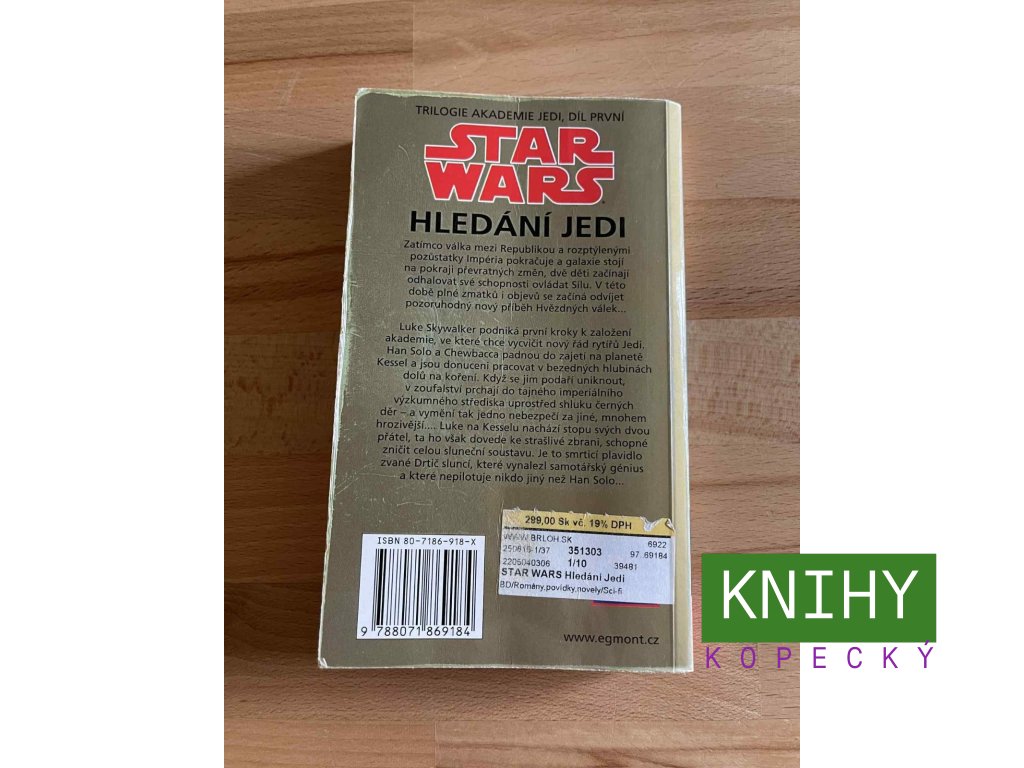 TRILOGIE AKADEMIE JEDI, DÍL PRVNÍ
STAR
WARS
HLEDÁNÍ JEDI
Zatímco válka mezi Republikou a rozptýlenými
pozůstatky Impéria pokračuje a galaxie stojí
na pokraji převratných změn, dvě děti začínají
odhalovat své schopnosti ovládat Sílu. V této
době plné zmatků i objevů se začíná odvíjet
pozoruhodný nový příběh Hvězdných válek...
Luke Skywalker podniká první kroky k založení
akademie, ve které chce vycvičit nový řád rytířů Jedi.
Han Solo a Chewbacca padnou do zajetí na planetě
Kessel a jsou donuceni pracovat v bezedných hlubinách
dolů na koření. Když se jim podaří uniknout,
v zoufalství prchají do tajného imperiálního
výzkumného střediska uprostřed shluku černých
děr – a vymění tak jedno nebezpečí za jiné, mnohem
hrozivější.... Luke na Kesselu nachází stopu svých dvou
přátel, ta ho však dovede ke strašlivé zbrani, schopné
zničit celou sluneční soustavu. Je to smrtící plavidlo
zvané Drtič sluncí, které vynalezl samotářský génius
a které nepilotuje nikdo jiný než Han Solo...
299,00 Sk vč. 19% DPH
WWW.BRLOH.SK 6922
1/37 351303 97..69184
2205040306 1/10 39481
STAR WARS Hledání Jedi
BD/Romány,povídky,novely/Sci-fi
ISBN 80-7186-918-X
9 788071 869184
www.egmont.cz
KNIHY
KOPECKÝ